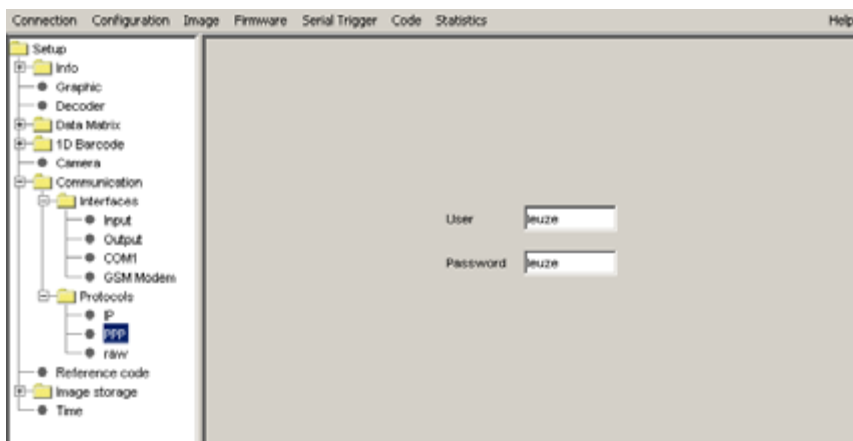 Connection Configuration Image Firmware Serial Trigger Code Statistics Help
Setup
Info
Graphic
Decoder
Data Matrix
1D Barcode
Camera
Communication
Interfaces
Input
Output
COM1
GSM Modem
Protocols
IP
PPP
raw
Reference code
Image storage
Time
User leuze
Password leuze